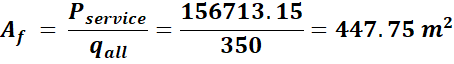 A_f = P_service / q_all = 156713.15 / 350 = 447.75 m²